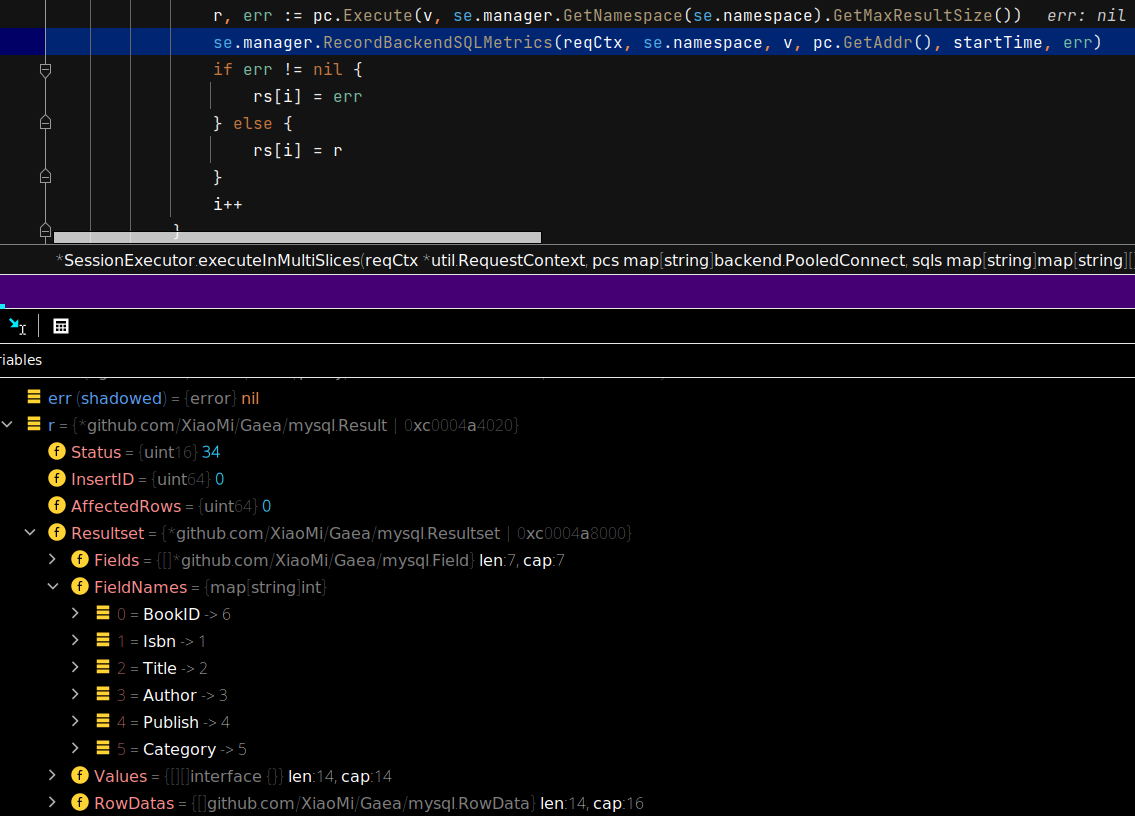 r, err := pc.Execute(v, se.manager.GetNamespace(se.namespace).GetMaxResultSize()) err: nil
se.manager.RecordBackendSQLMetrics(reqCtx, se.namespace, v, pc.GetAddr(), startTime, err)
if err != nil {
rs[i] = err
} else {
rs[i] = r
}
i++
}
*SessionExecutor.executeInMultiSlices(reqCtx *util.RequestContext, pcs map[string]backend.PooledConnect, sqls map[string]map[string][]
riables
err (shadowed) = {error} nil
r = {*github.com/XiaoMi/Gaea/mysql.Result | 0xc0004a4020}
Status = {uint16} 34
InsertID = {uint64} 0
AffectedRows = {uint64} 0
Resultset = {*github.com/XiaoMi/Gaea/mysql.Resultset | 0xc0004a8000}
Fields = {[]*github.com/XiaoMi/Gaea/mysql.Field} len:7, cap:7
FieldNames = {map[string]int}
0 = BookID -> 6
1 = Isbn -> 1
2 = Title -> 2
3 = Author -> 3
4 = Publish -> 4
5 = Category -> 5
Values = {[][]interface {}} len:14, cap:14
RowDatas = {[]github.com/XiaoMi/Gaea/mysql.RowData} len:14, cap:16